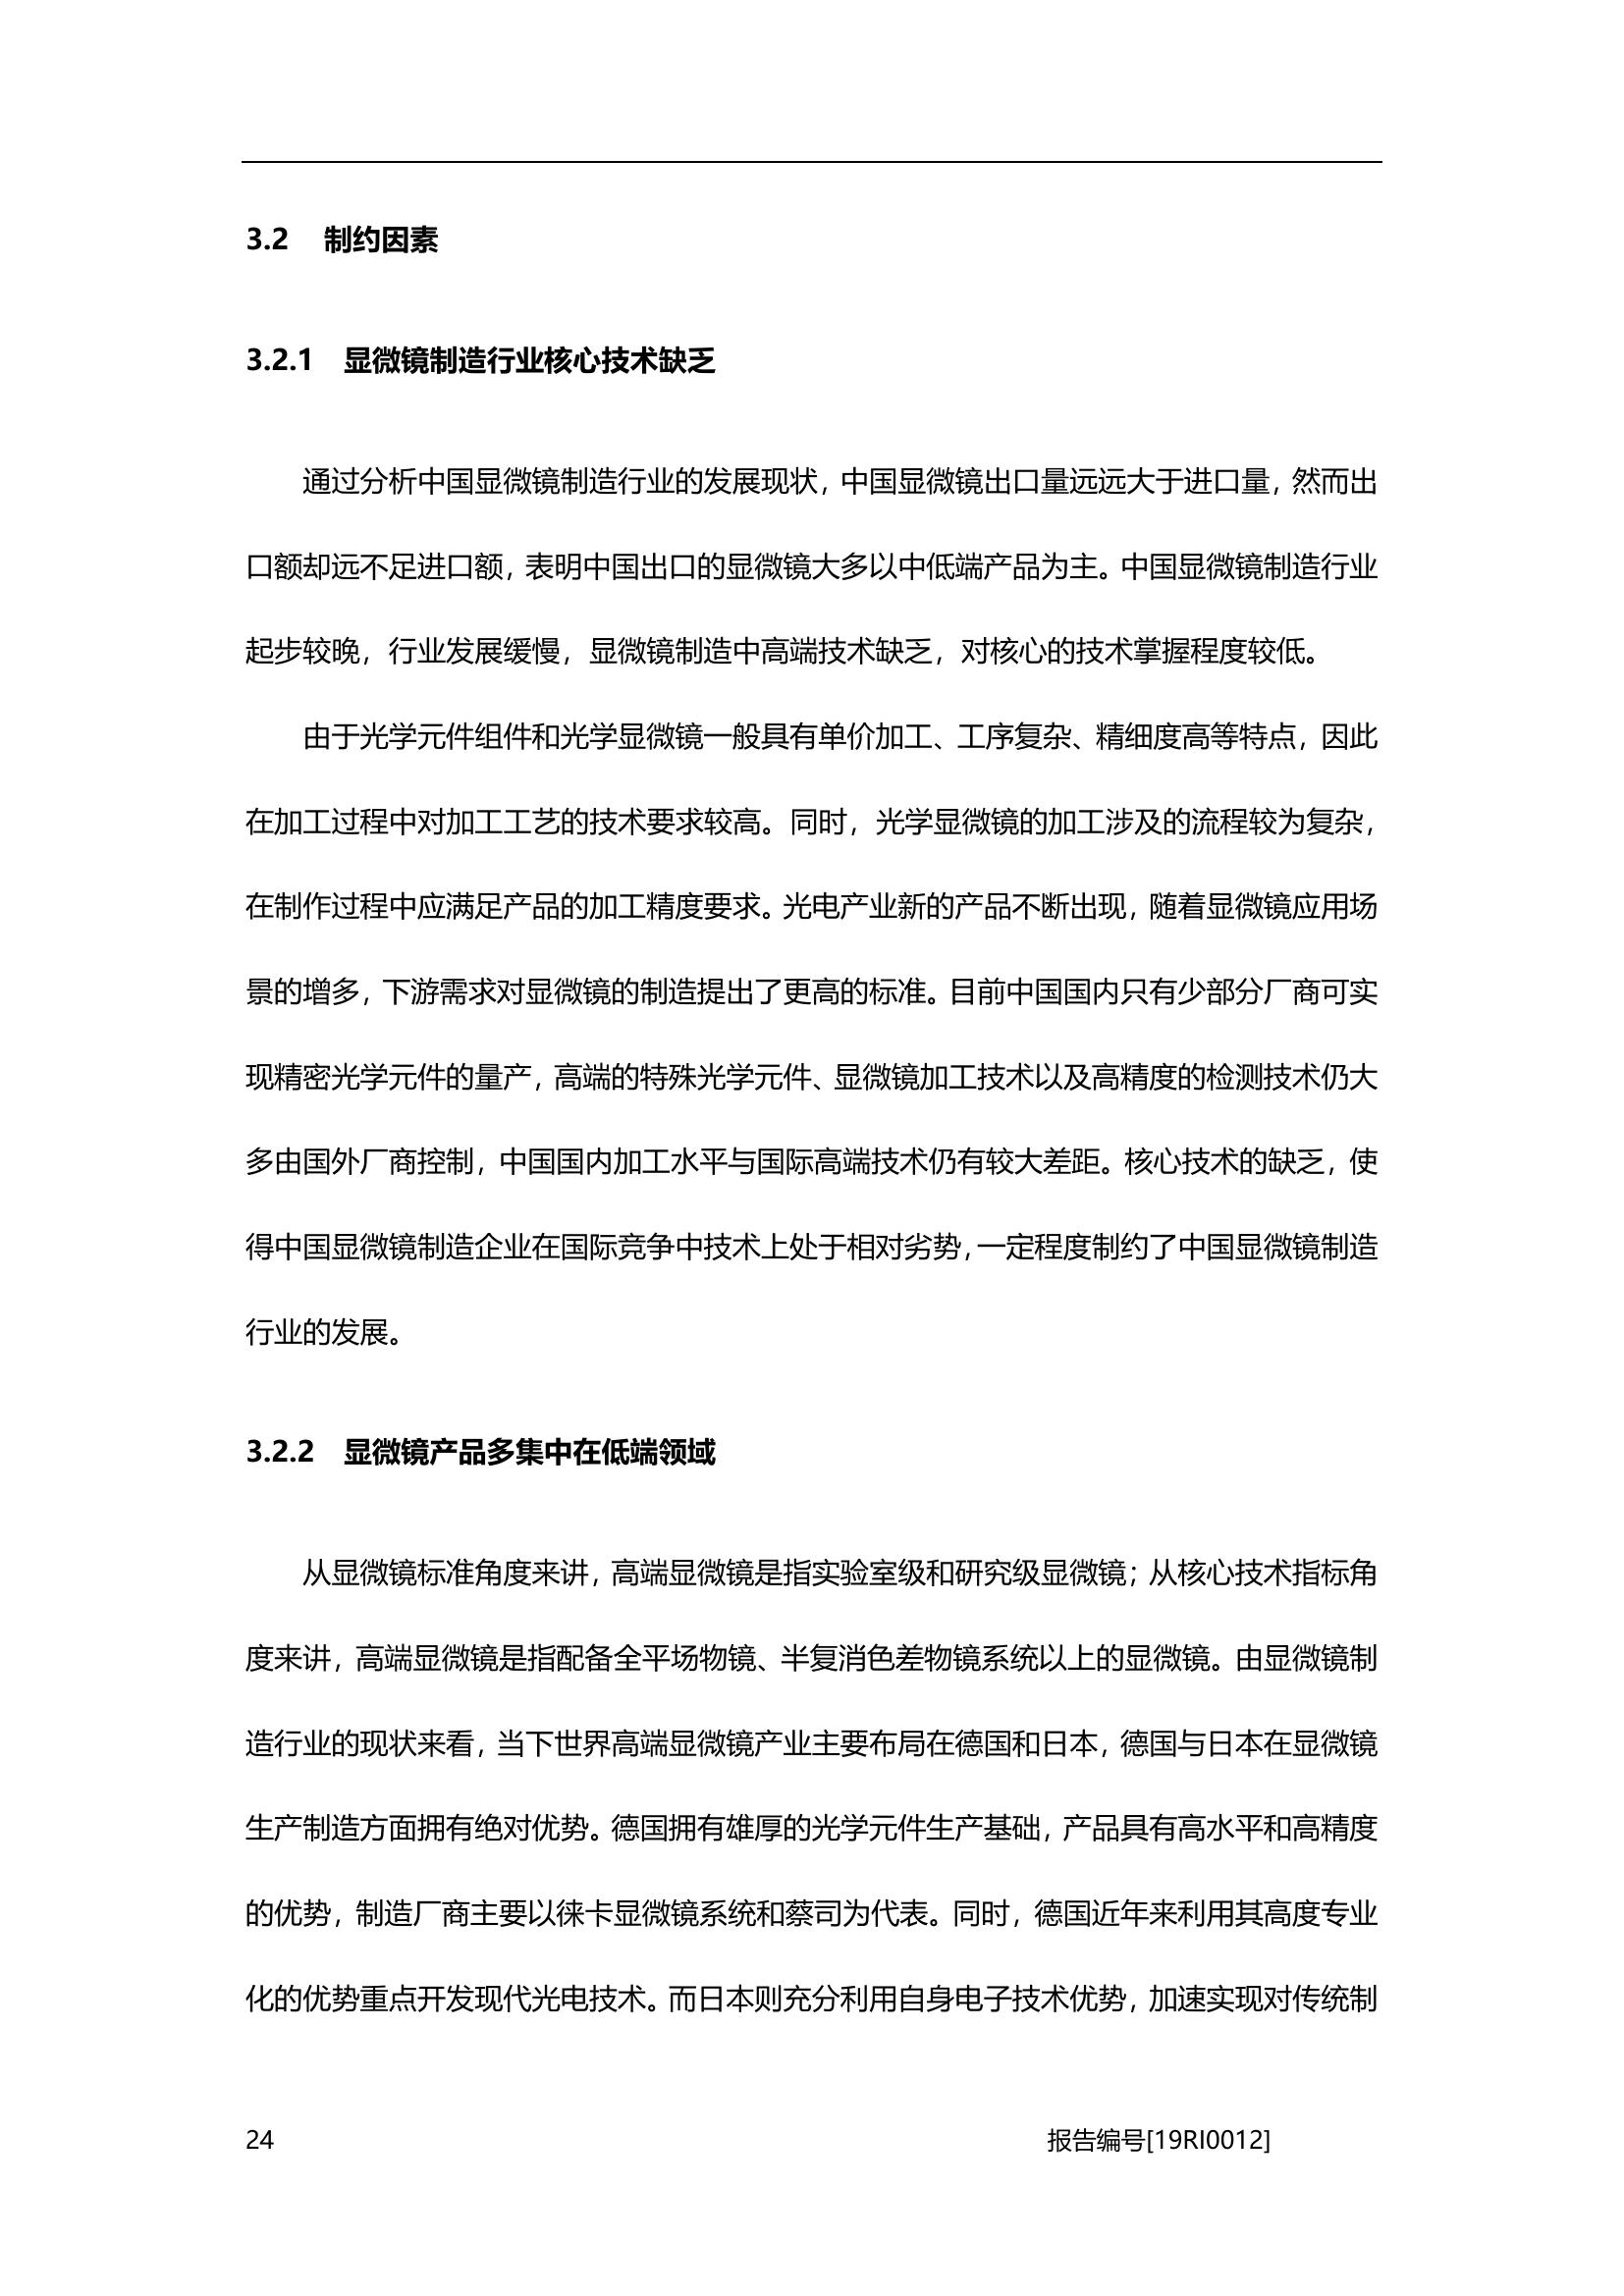 3.2 制约因素
3.2.1 显微镜制造行业核心技术缺乏
通过分析中国显微镜制造行业的发展现状，中国显微镜出口量远远大于进口量，然而出
口额却远不足进口额，表明中国出口的显微镜大多以中低端产品为主。中国显微镜制造行业
起步较晚，行业发展缓慢，显微镜制造中高端技术缺乏，对核心的技术掌握程度较低。
由于光学元件组件和光学显微镜一般具有单价加工、工序复杂、精细度高等特点，因此
在加工过程中对加工工艺的技术要求较高。同时，光学显微镜的加工涉及的流程较为复杂，
在制作过程中应满足产品的加工精度要求。光电产业新的产品不断出现，随着显微镜应用场
景的增多，下游需求对显微镜的制造提出了更高的标准。目前中国国内只有少部分厂商可实
现精密光学元件的量产，高端的特殊光学元件、显微镜加工技术以及高精度的检测技术仍大
多由国外厂商控制，中国国内加工水平与国际高端技术仍有较大差距。核心技术的缺乏，使
得中国显微镜制造企业在国际竞争中技术上处于相对劣势，一定程度制约了中国显微镜制造
行业的发展。
3.2.2 显微镜产品多集中在低端领域
从显微镜标准角度来讲，高端显微镜是指实验室级和研究级显微镜；从核心技术指标角
度来讲，高端显微镜是指配备全平场物镜、半复消色差物镜系统以上的显微镜。由显微镜制
造行业的现状来看，当下世界高端显微镜产业主要布局在德国和日本，德国与日本在显微镜
生产制造方面拥有绝对优势。德国拥有雄厚的光学元件生产基础，产品具有高水平和高精度
的优势，制造厂商主要以徕卡显微镜系统和蔡司为代表。同时，德国近年来利用其高度专业
化的优势重点开发现代光电技术。而日本则充分利用自身电子技术优势，加速实现对传统制
24 报告编号[19RI0012]